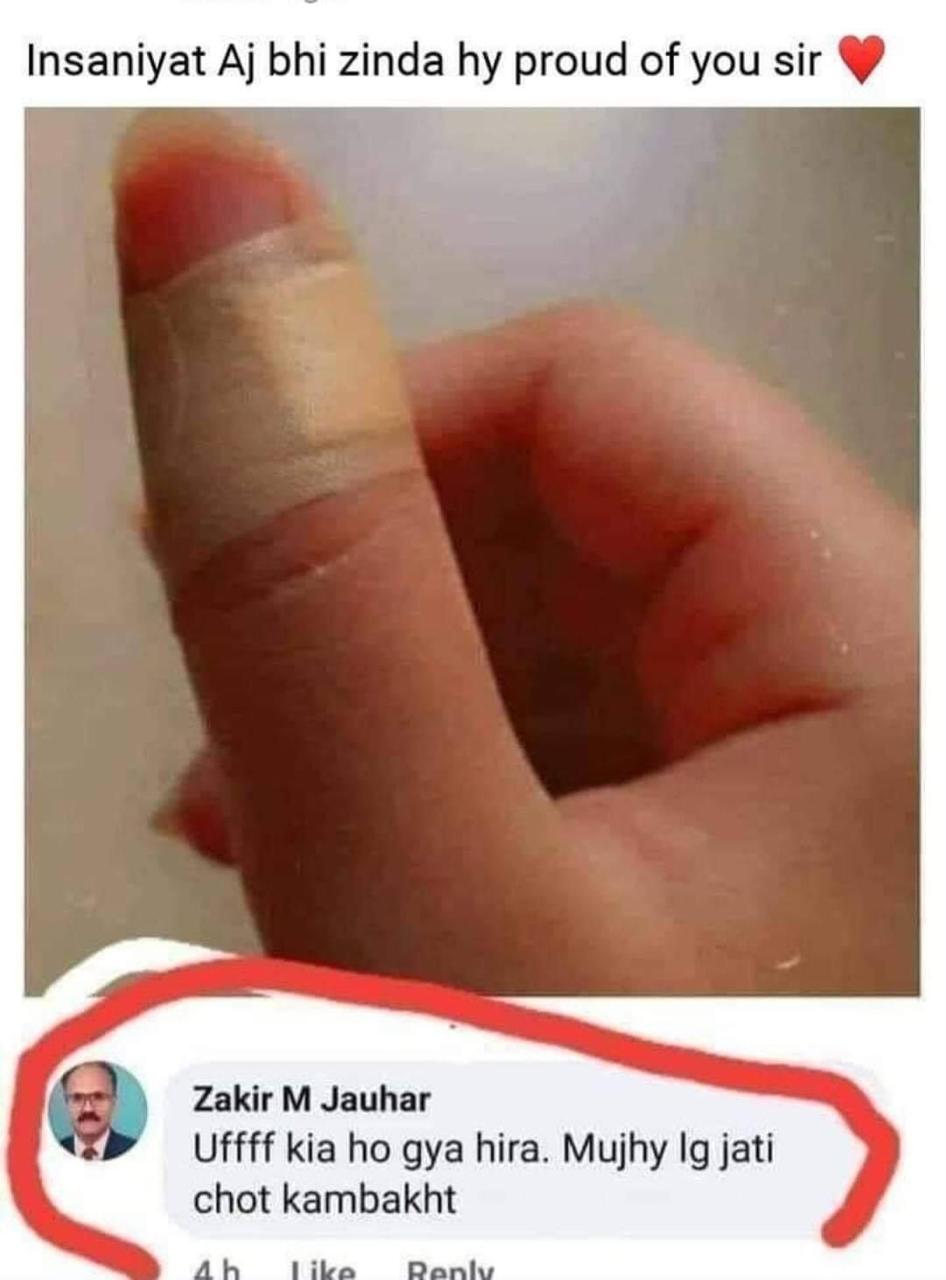 Insaniyat Aj bhi zinda hy proud of you sir ❤️
Zakir M Jauhar
Uffff kia ho gya hira. Mujhy lg jati
chot kambakht
4 h Like Reply